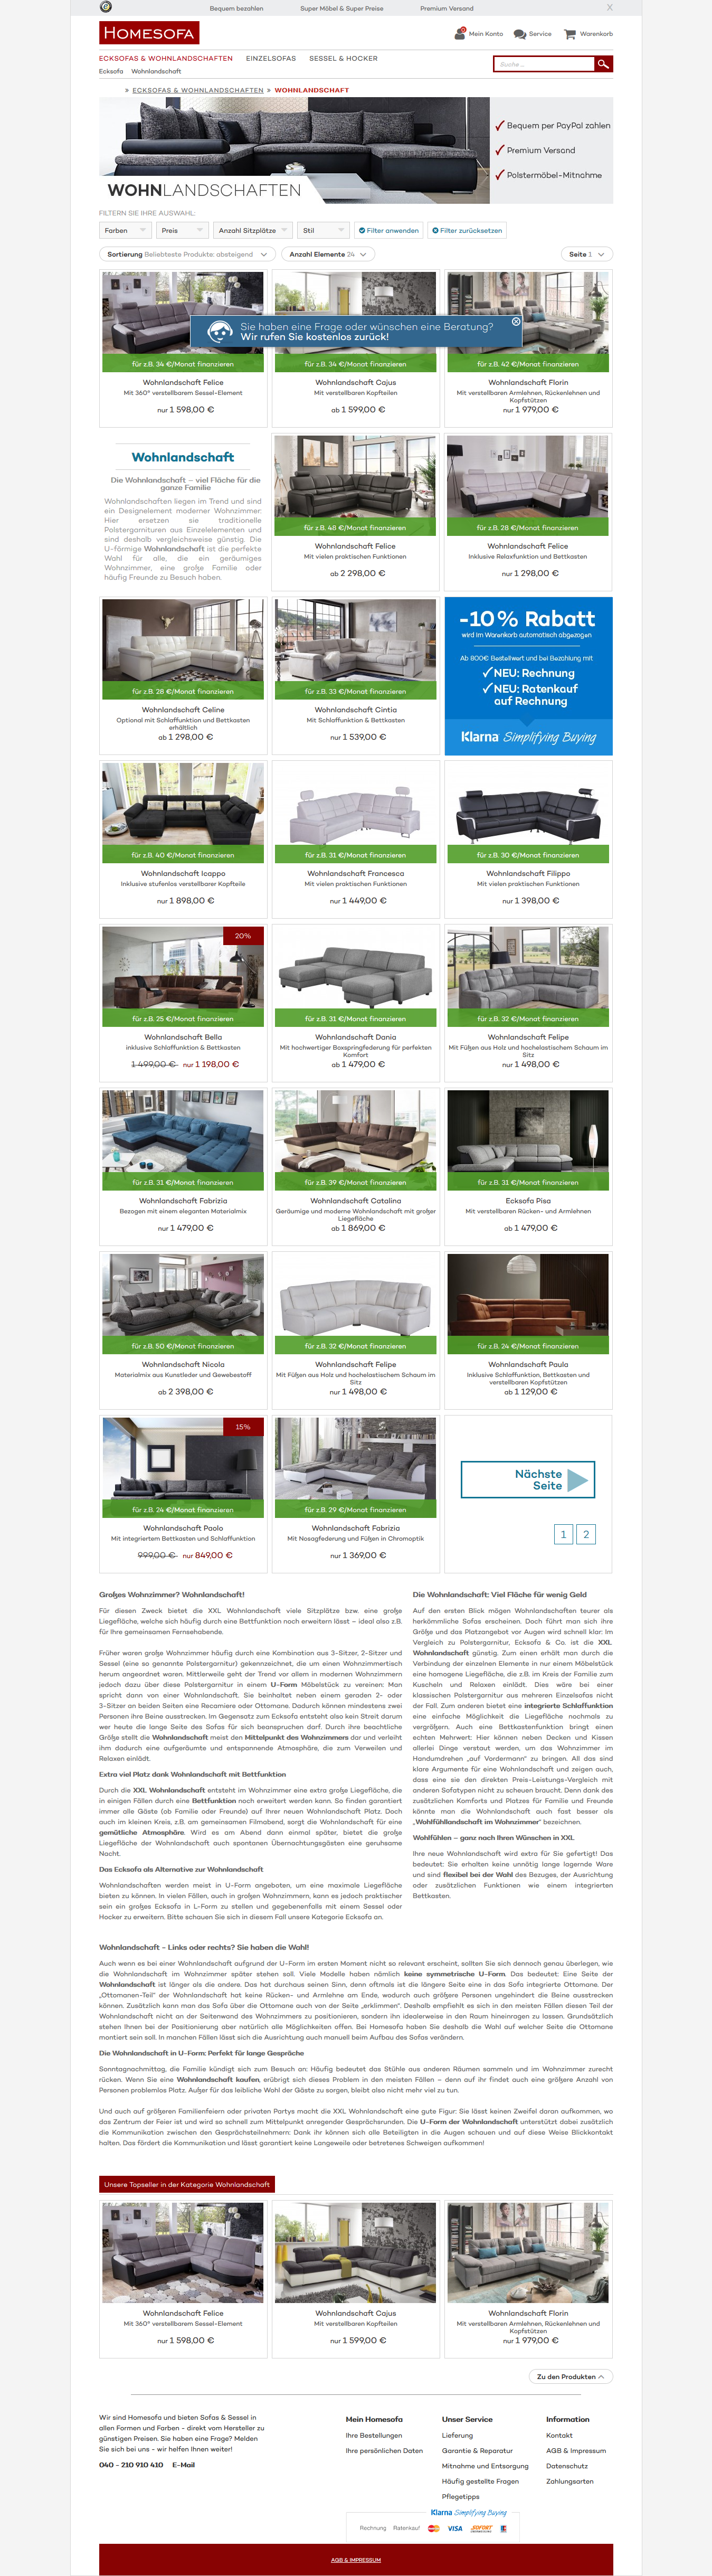 Bequem bezahlen
Super Möbel & Super Preise
Premium Versand
X
HOMESOFA
Mein Konto
Service
Warenkorb
ECKSOFAS & WOHNLANDSCHAFTEN
EINZELSOFAS
SESSEL & HOCKER
Suche ...
Ecksofa
Wohnlandschaft
» ECKSOFAS & WOHNLANDSCHAFTEN » WOHNLANDSCHAFT
Bequem per PayPal zahlen
Premium Versand
Polstermöbel-Mitnahme
WOHNLANDSCHAFTEN
FILTERN SIE IHRE AUSWAHL:
Farben
Preis
Anzahl Sitzplätze
Stil
Filter anwenden
Filter zurücksetzen
Sortierung Beliebteste Produkte: absteigend
Anzahl Elemente 24
Seite 1
Sie haben eine Frage oder wünschen eine Beratung?
Wir rufen Sie kostenlos zurück!
für z.B. 34 €/Monat finanzieren
Wohnlandschaft Felice
Mit 360° verstellbarem Sessel-Element
nur 1 598,00 €
für z.B. 34 €/Monat finanzieren
Wohnlandschaft Cajus
Mit verstellbaren Kopfteilen
ab 1 599,00 €
für z.B. 42 €/Monat finanzieren
Wohnlandschaft Florin
Mit verstellbaren Armlehnen, Rückenlehnen und
Kopfstützen
nur 1 979,00 €
Wohnlandschaft
Die Wohnlandschaft – viel Fläche für die
ganze Familie
Wohnlandschaften liegen im Trend und sind
ein Designelement moderner Wohnzimmer:
Hier ersetzen sie traditionelle
Polstergarnituren aus Einzelelementen und
sind deshalb vergleichsweise günstig. Die
U-förmige Wohnlandschaft ist die perfekte
Wahl für alle, die ein geräumiges
Wohnzimmer, eine große Familie oder
häufig Freunde zu Besuch haben.
für z.B. 48 €/Monat finanzieren
Wohnlandschaft Felice
Mit vielen praktischen Funktionen
ab 2 298,00 €
für z.B. 28 €/Monat finanzieren
Wohnlandschaft Felice
Inklusive Relaxfunktion und Bettkasten
nur 1 298,00 €
für z.B. 28 €/Monat finanzieren
Wohnlandschaft Celine
Optional mit Schlaffunktion und Bettkasten
erhältlich
ab 1 298,00 €
für z.B. 33 €/Monat finanzieren
Wohnlandschaft Cintia
Mit Schlaffunktion & Bettkasten
nur 1 539,00 €
-10% Rabatt
wird im Warenkorb automatisch abgezogen
Ab 800€ Bestellwert und bei Bezahlung mit
NEU: Rechnung
NEU: Ratenkauf
auf Rechnung
Klarna Simplifying Buying
für z.B. 40 €/Monat finanzieren
Wohnlandschaft Icappo
Inklusive stufenlos verstellbarer Kopfteile
nur 1 898,00 €
für z.B. 31 €/Monat finanzieren
Wohnlandschaft Francesca
Mit vielen praktischen Funktionen
nur 1 449,00 €
für z.B. 30 €/Monat finanzieren
Wohnlandschaft Filippo
Mit vielen praktischen Funktionen
nur 1 398,00 €
20%
für z.B. 25 €/Monat finanzieren
Wohnlandschaft Bella
inklusive Schlaffunktion & Bettkasten
1 499,00 € nur 1 198,00 €
für z.B. 31 €/Monat finanzieren
Wohnlandschaft Dania
Mit hochwertiger Boxspringfederung für perfekten
Komfort
ab 1 479,00 €
für z.B. 32 €/Monat finanzieren
Wohnlandschaft Felipe
Mit Füßen aus Holz und hochelastischem Schaum im
Sitz
nur 1 498,00 €
für z.B. 31 €/Monat finanzieren
Wohnlandschaft Fabrizia
Bezogen mit einem eleganten Materialmix
nur 1 479,00 €
für z.B. 39 €/Monat finanzieren
Wohnlandschaft Catalina
Geräumige und moderne Wohnlandschaft mit großer
Liegefläche
ab 1 869,00 €
für z.B. 31 €/Monat finanzieren
Ecksofa Pisa
Mit verstellbaren Rücken- und Armlehnen
ab 1 479,00 €
für z.B. 50 €/Monat finanzieren
Wohnlandschaft Nicola
Materialmix aus Kunstleder und Gewebestoff
ab 2 398,00 €
für z.B. 32 €/Monat finanzieren
Wohnlandschaft Felipe
Mit Füßen aus Holz und hochelastischem Schaum im
Sitz
nur 1 498,00 €
für z.B. 24 €/Monat finanzieren
Wohnlandschaft Paula
Inklusive Schlaffunktion, Bettkasten und
verstellbaren Kopfstützen
ab 1 129,00 €
15%
für z.B. 24 €/Monat finanzieren
Wohnlandschaft Paolo
Mit integriertem Bettkasten und Schlaffunktion
999,00 € nur 849,00 €
für z.B. 29 €/Monat finanzieren
Wohnlandschaft Fabrizia
Mit Nosagfederung und Füßen in Chromoptik
nur 1 369,00 €
Nächste
Seite
1 2
Großes Wohnzimmer? Wohnlandschaft!
Für diesen Zweck bietet die XXL Wohnlandschaft viele Sitzplätze bzw. eine große
Liegefläche, welche sich häufig durch eine Bettfunktion noch erweitern lässt – ideal also z.B.
für Ihr gemeinsamen Fernsehabende.
Früher waren große Wohnzimmer häufig durch eine Kombination aus 3-Sitzer, 2-Sitzer und
Sessel (eine so genannte Polstergarnitur) gekennzeichnet, die um einen Wohnzimmertisch
herum angeordnet waren. Mittlerweile geht der Trend vor allem in modernen Wohnzimmern
jedoch dazu über diese Polstergarnitur in einem U-Form Möbelstück zu vereinen: Man
spricht dann von einer Wohnlandschaft. Sie beinhaltet neben einem geraden 2- oder
3-Sitzer an beiden Seiten eine Recamiere oder Ottomane. Dadurch können mindestens zwei
Personen ihre Beine ausstrecken. Im Gegensatz zum Ecksofa entsteht also kein Streit darum
wer heute die lange Seite des Sofas für sich beanspruchen darf. Durch ihre beachtliche
Größe stellt die Wohnlandschaft meist den Mittelpunkt des Wohnzimmers dar und verleiht
ihm dadurch eine aufgeräumte und entspannende Atmosphäre, die zum Verweilen und
Relaxen einlädt.
Extra viel Platz dank Wohnlandschaft mit Bettfunktion
Durch die XXL Wohnlandschaft entsteht im Wohnzimmer eine extra große Liegefläche, die
in einigen Fällen durch eine Bettfunktion noch erweitert werden kann. So finden garantiert
immer alle Gäste (ob Familie oder Freunde) auf Ihrer neuen Wohnlandschaft Platz. Doch
auch im kleinen Kreis, z.B. am gemeinsamen Filmabend, sorgt die Wohnlandschaft für eine
gemütliche Atmosphäre. Wird es am Abend dann einmal später, bietet die große
Liegefläche der Wohnlandschaft auch spontanen Übernachtungsgästen eine geruhsame
Nacht.
Das Ecksofa als Alternative zur Wohnlandschaft
Wohnlandschaften werden meist in U-Form angeboten, um eine maximale Liegefläche
bieten zu können. In vielen Fällen, auch in großen Wohnzimmern, kann es jedoch praktischer
sein ein großes Ecksofa in L-Form zu stellen und gegebenenfalls mit einem Sessel oder
Hocker zu erweitern. Bitte schauen Sie sich in diesem Fall unsere Kategorie Ecksofa an.
Die Wohnlandschaft: Viel Fläche für wenig Geld
Auf den ersten Blick mögen Wohnlandschaften teurer als
herkömmliche Sofas erscheinen. Doch führt man sich ihre
Größe und das Platzangebot vor Augen wird schnell klar: Im
Vergleich zu Polstergarnitur, Ecksofa & Co. ist die XXL
Wohnlandschaft günstig. Zum einen erhält man durch die
Verbindung der einzelnen Elemente in nur einem Möbelstück
eine homogene Liegefläche, die z.B. im Kreis der Familie zum
Kuscheln und Relaxen einlädt. Dies wäre bei einer
klassischen Polstergarnitur aus mehreren Einzelsofas nicht
der Fall. Zum anderen bietet eine integrierte Schlaffunktion
eine einfache Möglichkeit die Liegefläche nochmals zu
vergrößern. Auch eine Bettkastenfunktion bringt einen
echten Mehrwert: Hier können neben Decken und Kissen
allerlei Dinge verstaut werden, um das Wohnzimmer im
Handumdrehen „auf Vordermann" zu bringen. All das sind
klare Argumente für eine Wohnlandschaft und zeigen auch,
dass eine sie den direkten Preis-Leistungs-Vergleich mit
anderen Sofatypen nicht zu scheuen braucht. Denn dank des
zusätzlichen Komforts und Platzes für Familie und Freunde
könnte man die Wohnlandschaft auch fast besser als
„Wohlfühllandschaft im Wohnzimmer" bezeichnen.
Wohlfühlen – ganz nach Ihren Wünschen in XXL
Ihre neue Wohnlandschaft wird extra für Sie gefertigt! Das
bedeutet: Sie erhalten keine unnötig lange lagernde Ware
und sind flexibel bei der Wahl des Bezuges, der Ausrichtung
oder zusätzlichen Funktionen wie einem integrierten
Bettkasten.
Wohnlandschaft - Links oder rechts? Sie haben die Wahl!
Auch wenn es bei einer Wohnlandschaft aufgrund der U-Form im ersten Moment nicht so relevant erscheint, sollten Sie sich dennoch genau überlegen, wie
die Wohnlandschaft im Wohnzimmer später stehen soll. Viele Modelle haben nämlich keine symmetrische U-Form. Das bedeutet: Eine Seite der
Wohnlandschaft ist länger als die andere. Das hat durchaus seinen Sinn, denn oftmals ist die längere Seite eine in das Sofa integrierte Ottomane. Der
„Ottomanen-Teil" der Wohnlandschaft hat keine Rücken- und Armlehne am Ende, wodurch auch größere Personen ungehindert die Beine ausstrecken
können. Zusätzlich kann man das Sofa über die Ottomane auch von der Seite „erklimmen". Deshalb empfiehlt es sich in den meisten Fällen diesen Teil der
Wohnlandschaft nicht an der Seitenwand des Wohnzimmers zu positionieren, sondern ihn idealerweise in den Raum hineinragen zu lassen. Grundsätzlich
stehen Ihnen bei der Positionierung aber natürlich alle Möglichkeiten offen. Bei Homesofa haben Sie deshalb die Wahl auf welcher Seite die Ottomane
montiert sein soll. In manchen Fällen lässt sich die Ausrichtung auch manuell beim Aufbau des Sofas verändern.
Die Wohnlandschaft in U-Form: Perfekt für lange Gespräche
Sonntagnachmittag, die Familie kündigt sich zum Besuch an: Häufig bedeutet das Stühle aus anderen Räumen sammeln und im Wohnzimmer zurecht
rücken. Wenn Sie eine Wohnlandschaft kaufen, erübrigt sich dieses Problem in den meisten Fällen – denn auf ihr findet auch eine größere Anzahl von
Personen problemlos Platz. Außer für das leibliche Wohl der Gäste zu sorgen, bleibt also nicht mehr viel zu tun.
Und auch auf größeren Familienfeiern oder privaten Partys macht die XXL Wohnlandschaft eine gute Figur: Sie lässt keinen Zweifel daran aufkommen, wo
das Zentrum der Feier ist und wird so schnell zum Mittelpunkt anregender Gesprächsrunden. Die U-Form der Wohnlandschaft unterstützt dabei zusätzlich
die Kommunikation zwischen den Gesprächsteilnehmern: Dank ihr können sich alle Beteiligten in die Augen schauen und auf diese Weise Blickkontakt
halten. Das fördert die Kommunikation und lässt garantiert keine Langeweile oder betretenes Schweigen aufkommen!
Unsere Topseller in der Kategorie Wohnlandschaft
Wohnlandschaft Felice
Mit 360° verstellbarem Sessel-Element
nur 1 598,00 €
Wohnlandschaft Cajus
Mit verstellbaren Kopfteilen
nur 1 599,00 €
Wohnlandschaft Florin
Mit verstellbaren Armlehnen, Rückenlehnen und
Kopfstützen
nur 1 979,00 €
Zu den Produkten
Wir sind Homesofa und bieten Sofas & Sessel in
allen Formen und Farben - direkt vom Hersteller zu
günstigen Preisen. Sie haben eine Frage? Melden
Sie sich bei uns - wir helfen Ihnen weiter!
040 - 210 910 410 E-Mail
Mein Homesofa
Ihre Bestellungen
Ihre persönlichen Daten
Unser Service
Lieferung
Garantie & Reparatur
Mitnahme und Entsorgung
Häufig gestellte Fragen
Pflegetipps
Information
Kontakt
AGB & Impressum
Datenschutz
Zahlungsarten
Klarna Simplifying Buying
Rechnung Ratenkauf VISA SOFORT
AGB & IMPRESSUM